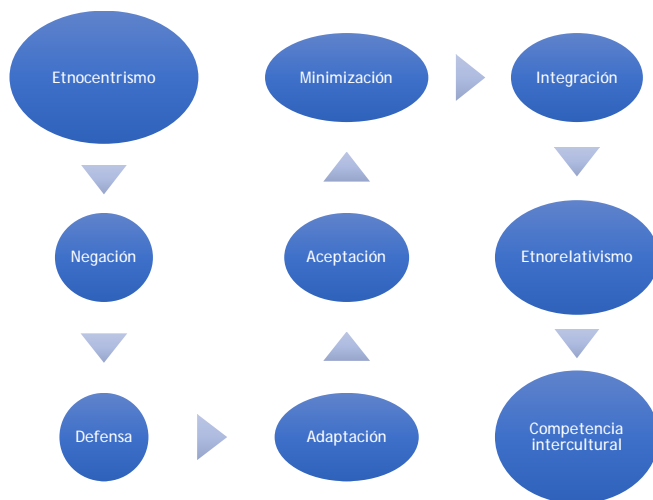 Etnocentrismo
Negación
Defensa
Adaptación
Aceptación
Minimización
Integración
Etnorelativismo
Competencia
intercultural